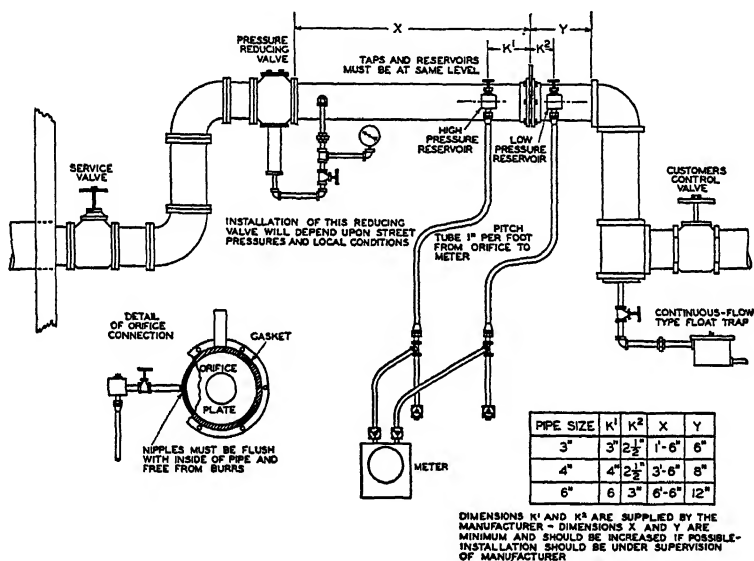 X
Y
K¹
K²
PRESSURE
REDUCING
VALVE
TAPS AND RESERVOIRS
MUST BE AT SAME LEVEL
HIGH
PRESSURE
RESERVOIR
LOW
PRESSURE
RESERVOIR
SERVICE
VALVE
CUSTOMERS
CONTROL
VALVE
INSTALLATION OF THIS REDUCING
VALVE WILL DEPEND UPON STREET
PRESSURES AND LOCAL CONDITIONS
PITCH
TUBE 1" PER FOOT
FROM ORIFICE TO
METER
CONTINUOUS-FLOW
TYPE FLOAT TRAP
DETAIL
OF ORIFICE
CONNECTION
GASKET
ORIFICE
PLATE
NIPPLES MUST BE FLUSH
WITH INSIDE OF PIPE AND
FREE FROM BURRS
METER
PIPE SIZE K¹ K² X Y
3" 3" 2½" 1'-6" 6"
4" 4" 2½" 3'-6" 8"
6" 6 3" 6'-6" 12"
DIMENSIONS K¹ AND K² ARE SUPPLIED BY THE
MANUFACTURER - DIMENSIONS X AND Y ARE
MINIMUM AND SHOULD BE INCREASED IF POSSIBLE-
INSTALLATION SHOULD BE UNDER SUPERVISION
OF MANUFACTURER